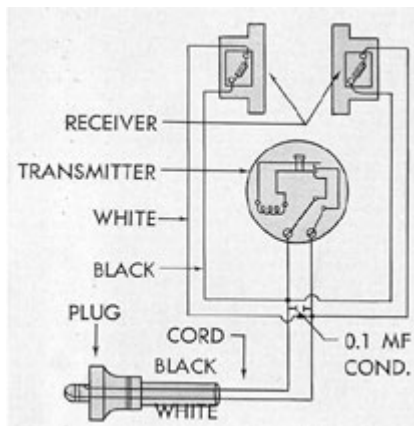 RECEIVER
TRANSMITTER
WHITE
BLACK
PLUG
CORD
0.1 MF
COND.
BLACK
WHITE